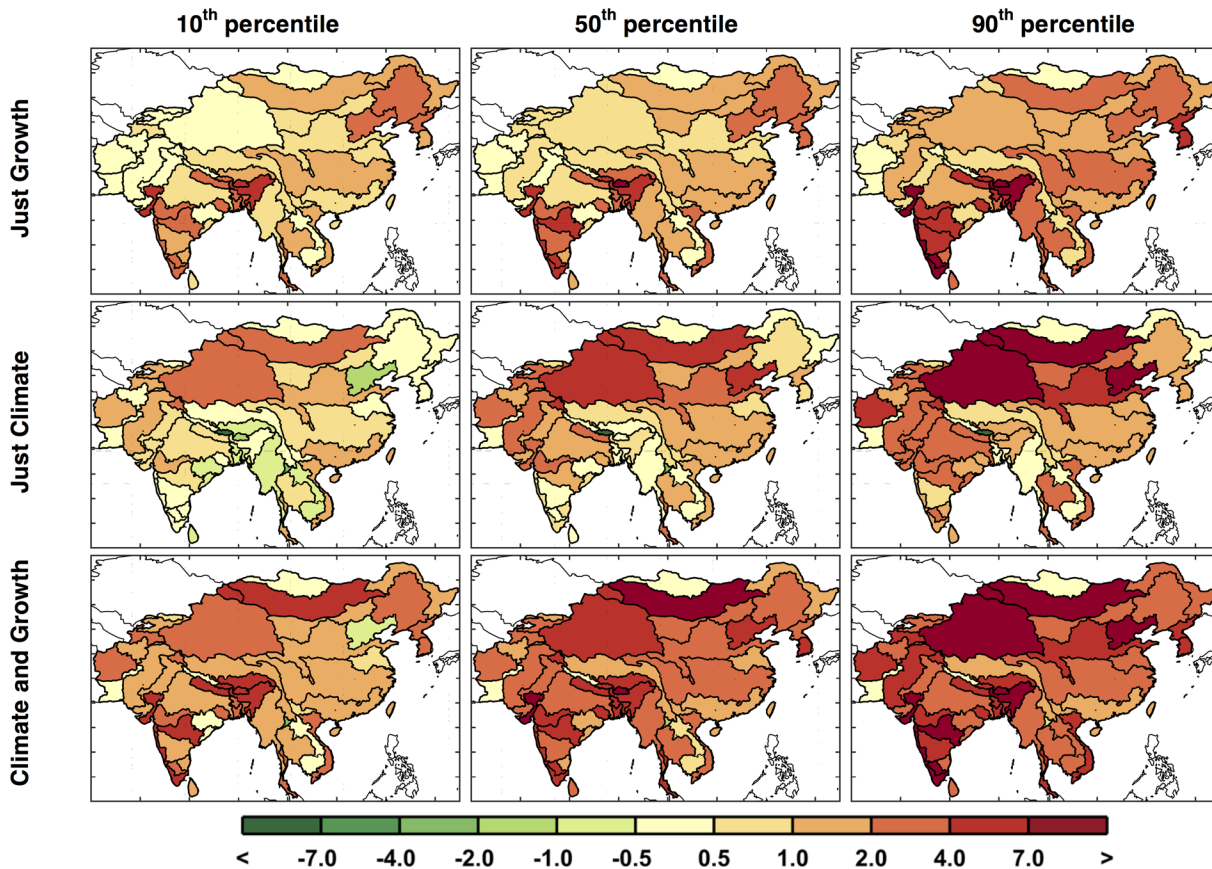 10th percentile 50th percentile 90th percentile
Just Growth
Just Climate
Climate and Growth
< -7.0 -4.0 -2.0 -1.0 -0.5 0.5 1.0 2.0 4.0 7.0 >